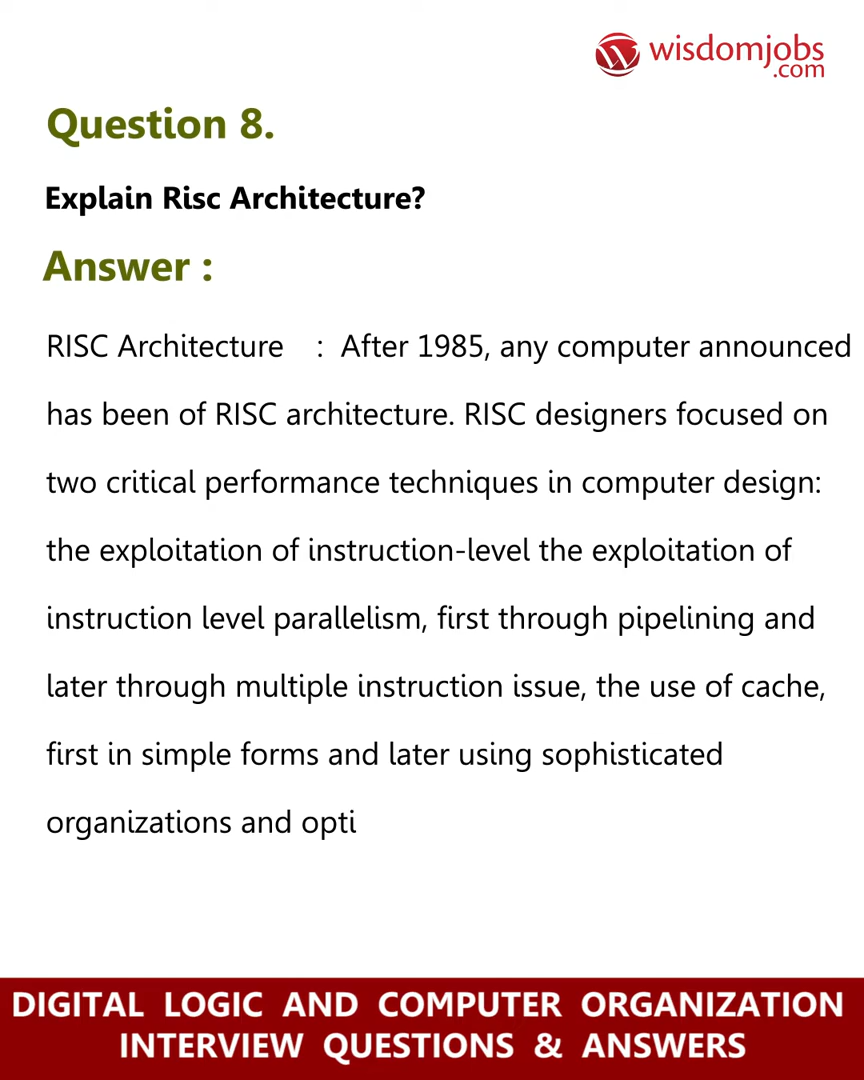 wisdomjobs
.com
Question 8.
Explain Risc Architecture?
Answer :
RISC Architecture : After 1985, any computer announced
has been of RISC architecture. RISC designers focused on
two critical performance techniques in computer design:
the exploitation of instruction-level the exploitation of
instruction level parallelism, first through pipelining and
later through multiple instruction issue, the use of cache,
first in simple forms and later using sophisticated
organizations and opti
DIGITAL LOGIC AND COMPUTER ORGANIZATION
INTERVIEW QUESTIONS & ANSWERS